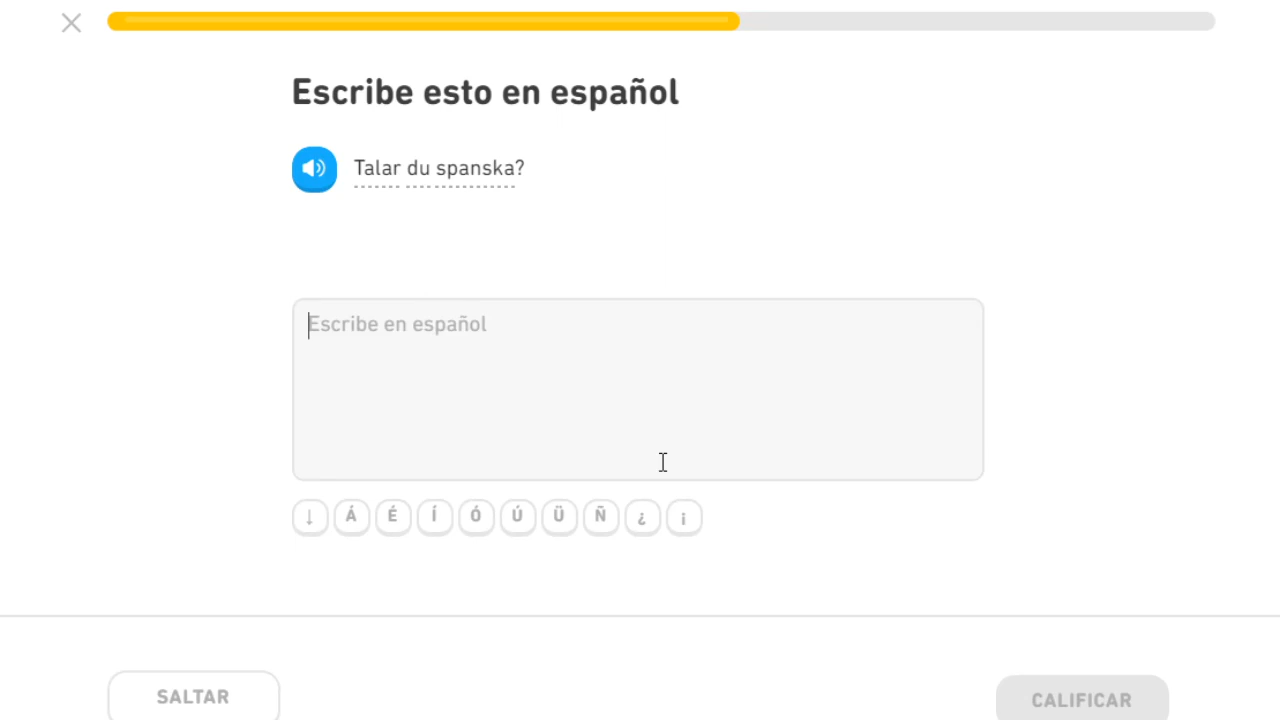 Escribe esto en español
Talar du spanska?
Escribe en español
↓ Á É Í Ó Ú Ü Ñ ¿ ¡
SALTAR
CALIFICAR